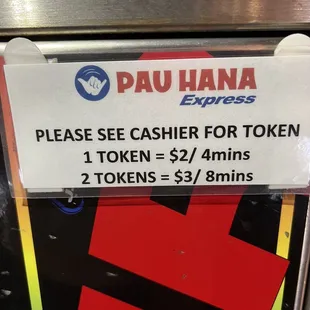 PAU HANA
Express
PLEASE SEE CASHIER FOR TOKEN
1 TOKEN = $2/ 4mins
2 TOKENS = $3/ 8mins